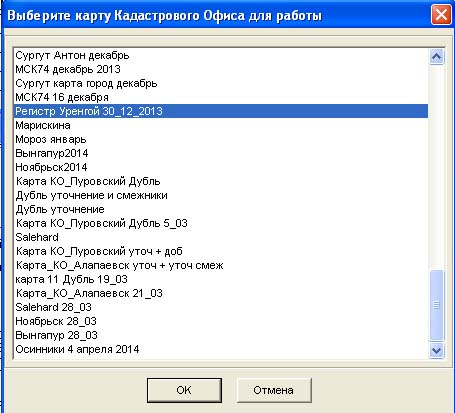 Выберите карту Кадастрового Офиса для работы
Сургут Антон декабрь
МСК74 декабрь 2013
Сургут карта город декабрь
МСК74 16 декабря
Регистр Уренгой 30_12_2013
Марискина
Мороз январь
Вынгапур2014
Ноябрьск2014
Карта КО_Пуровский Дубль
Дубль уточнение и смежники
Дубль уточнение
Карта КО_Пуровский Дубль 5_03
Salehard
Карта КО_Пуровский уточ + доб
Карта_КО_Алапаевск уточ + уточ смеж
карта 11 Дубль 19_03
Карта_КО_Алапаевск 21_03
Salehard 28_03
Ноябрьск 28_03
Вынгапур 28_03
Осинники 4 апреля 2014
OK Отмена